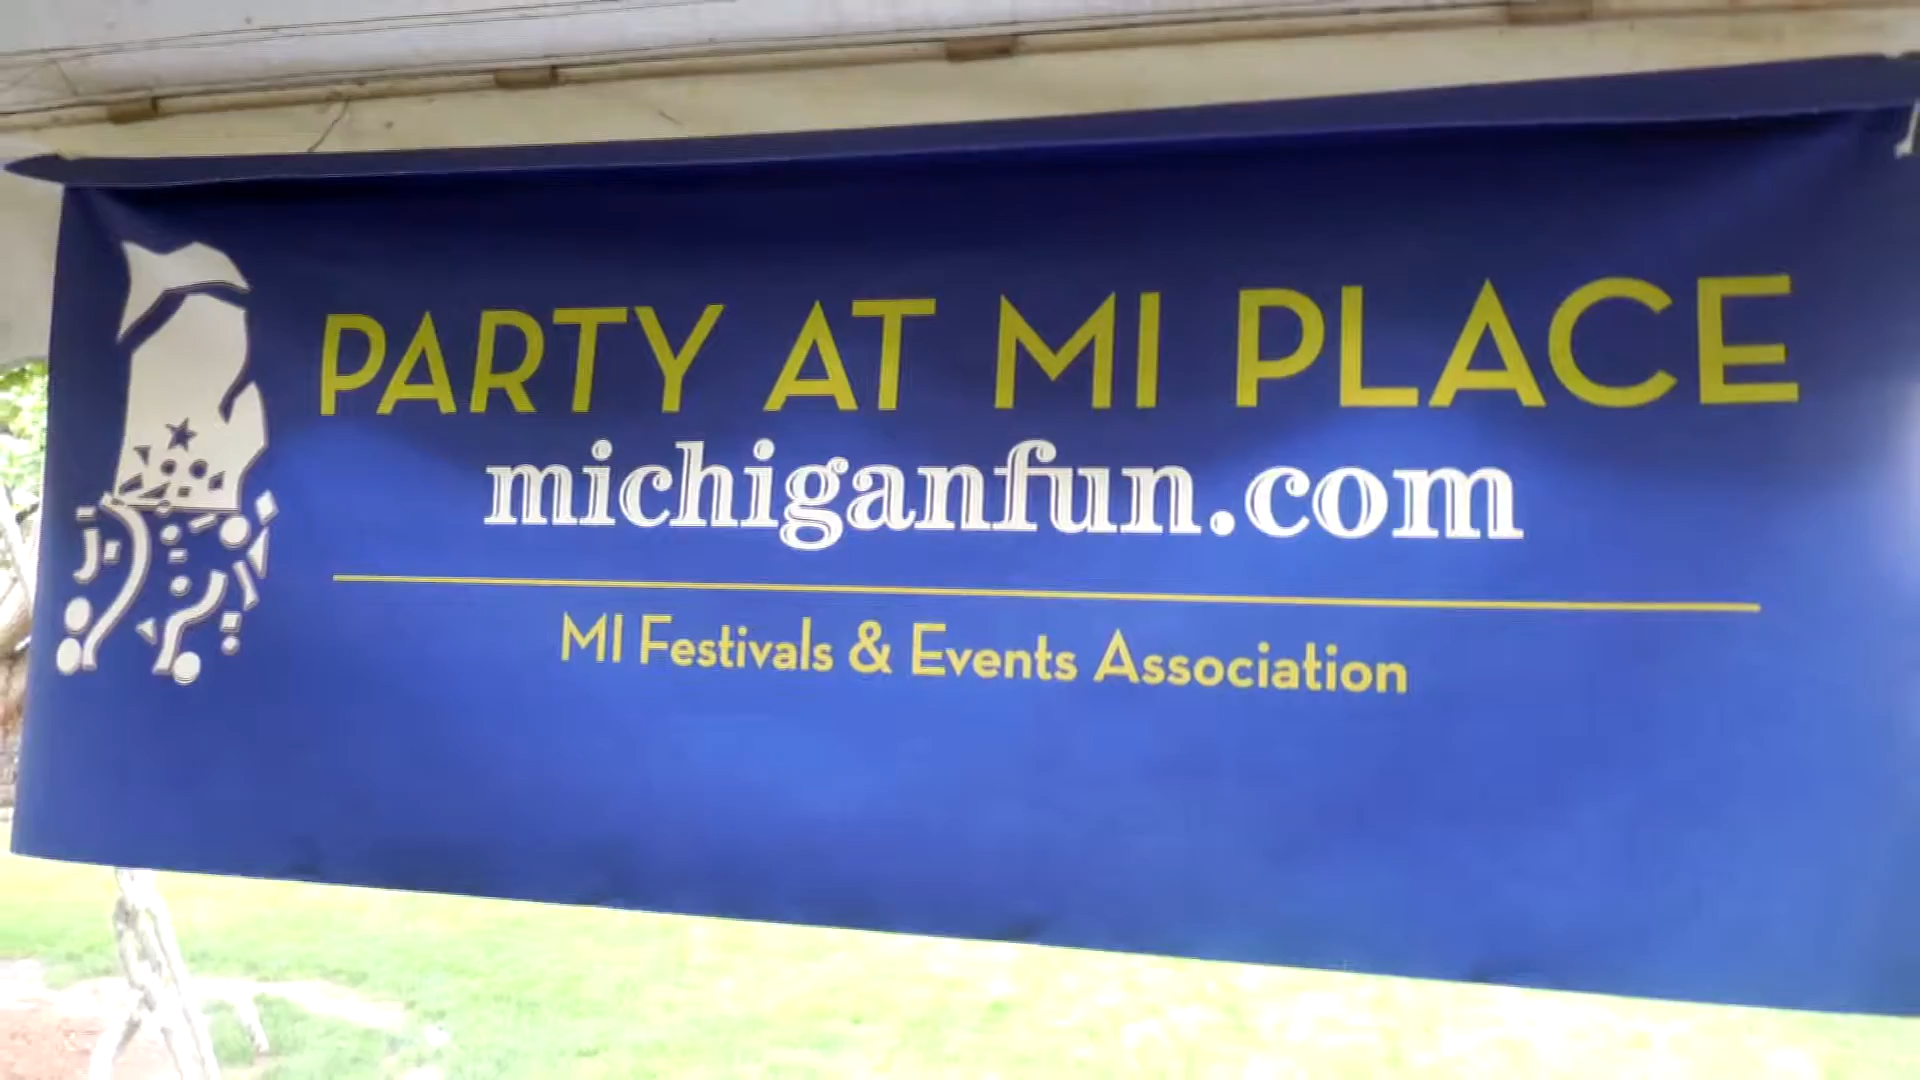 PARTY AT MI PLACE
michiganfun.com
MI Festivals & Events Association